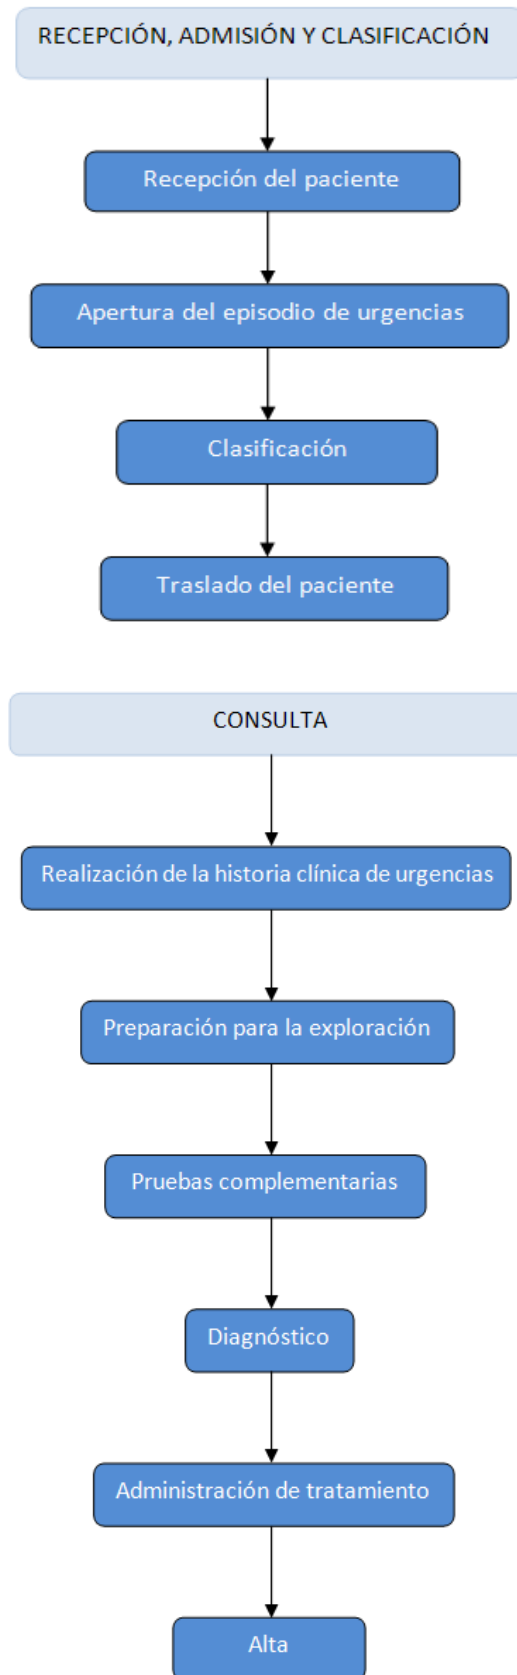 RECEPCIÓN, ADMISIÓN Y CLASIFICACIÓN
Recepción del paciente
Apertura del episodio de urgencias
Clasificación
Traslado del paciente
CONSULTA
Realización de la historia clínica de urgencias
Preparación para la exploración
Pruebas complementarias
Diagnóstico
Administración de tratamiento
Alta